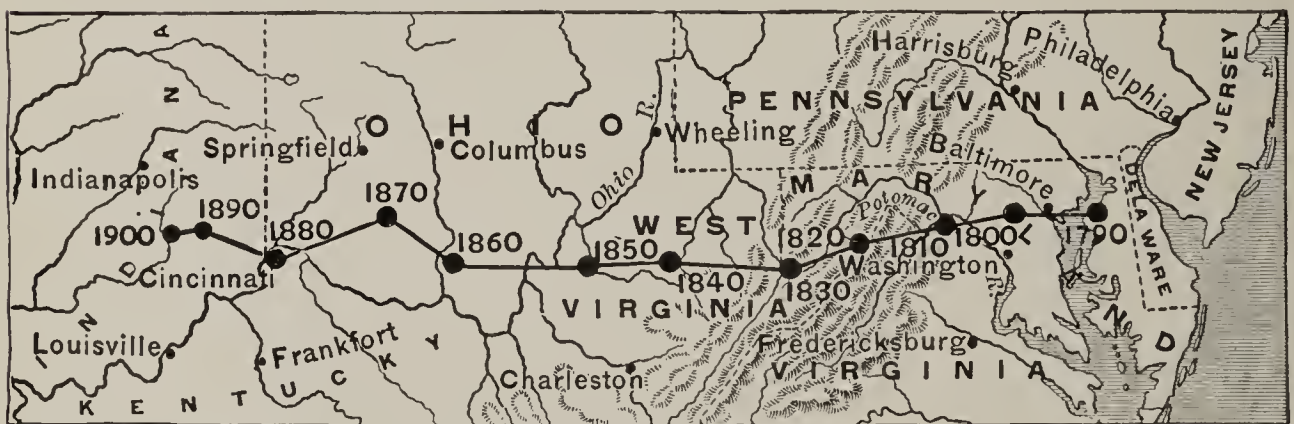 Harrisburg
Philadelphia
PENNSYLVANIA
NEW JERSEY
INDIANA
OHIO
Springfield
Columbus
Wheeling
Baltimore
Indianapolis
Ohio R.
MARYLAND
DELAWARE
1870
1890
1900
1880
1860
1850
WEST
1820
Potomac
1810
1800
1790
Cincinnati
1840
1830
Washington
R.
VIRGINIA
Louisville
Frankfort
Charleston
Fredericksburg
VIRGINIA
KENTUCKY